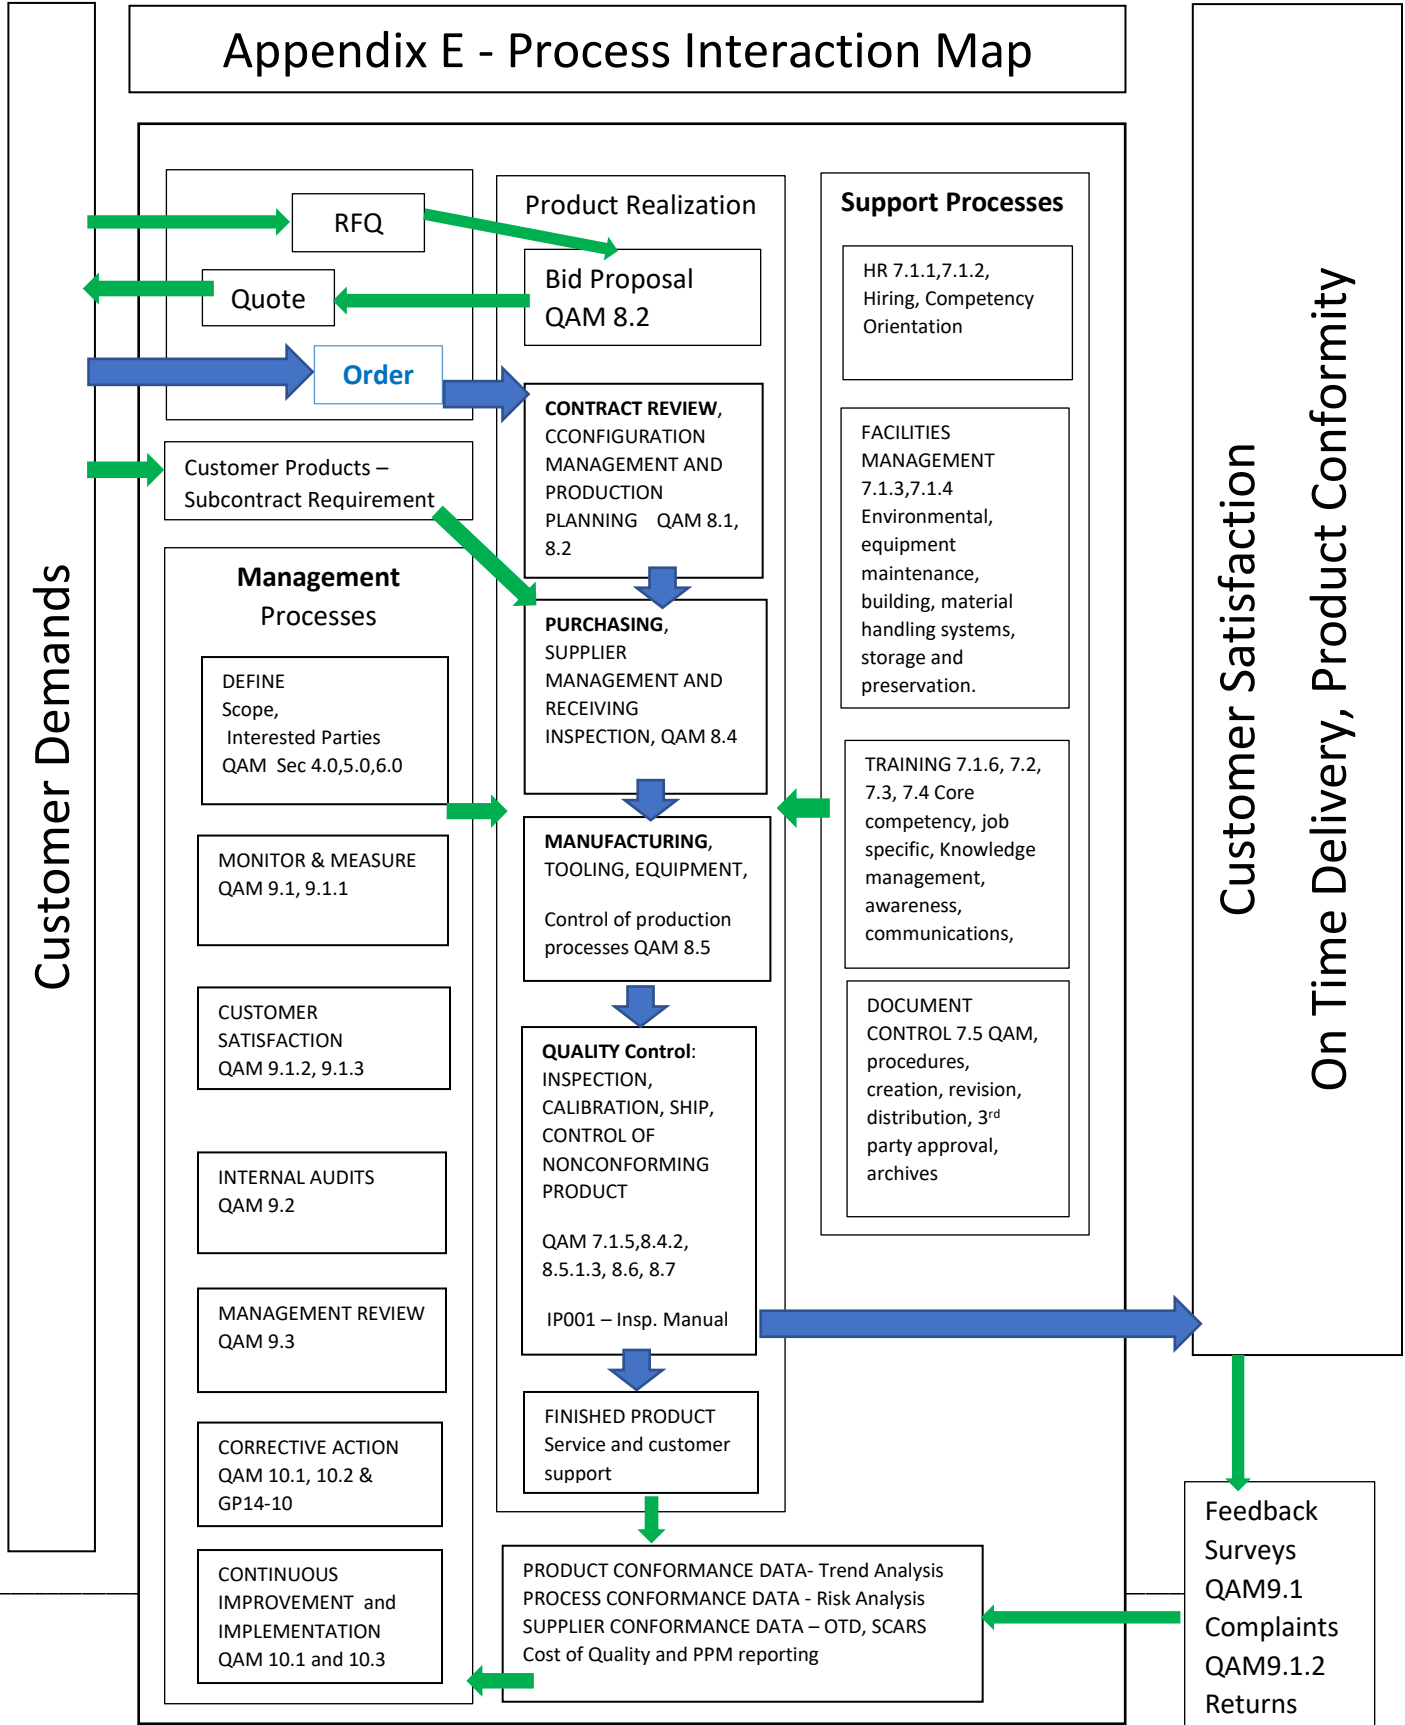 Appendix E - Process Interaction Map
Customer Demands
RFQ
Quote
Order
Customer Products –
Subcontract Requirement
Management
Processes
DEFINE
Scope,
Interested Parties
QAM  Sec 4.0,5.0,6.0
MONITOR & MEASURE
QAM 9.1, 9.1.1
CUSTOMER
SATISFACTION
QAM 9.1.2, 9.1.3
INTERNAL AUDITS
QAM 9.2
MANAGEMENT REVIEW
QAM 9.3
CORRECTIVE ACTION
QAM 10.1, 10.2 &
GP14-10
CONTINUOUS
IMPROVEMENT  and
IMPLEMENTATION
QAM 10.1 and 10.3
Product Realization
Bid Proposal
QAM 8.2
CONTRACT REVIEW,
CCONFIGURATION
MANAGEMENT AND
PRODUCTION
PLANNING    QAM 8.1,
8.2
PURCHASING,
SUPPLIER
MANAGEMENT AND
RECEIVING
INSPECTION, QAM 8.4
MANUFACTURING,
TOOLING, EQUIPMENT,
Control of production
processes QAM 8.5
QUALITY Control:
INSPECTION,
CALIBRATION, SHIP,
CONTROL OF
NONCONFORMING
PRODUCT
QAM 7.1.5,8.4.2,
8.5.1.3, 8.6, 8.7
IP001 – Insp. Manual
FINISHED PRODUCT
Service and customer
support
PRODUCT CONFORMANCE DATA- Trend Analysis
PROCESS CONFORMANCE DATA - Risk Analysis
SUPPLIER CONFORMANCE DATA – OTD, SCARS
Cost of Quality and PPM reporting
Support Processes
HR 7.1.1,7.1.2,
Hiring, Competency
Orientation
FACILITIES
MANAGEMENT
7.1.3,7.1.4
Environmental,
equipment
maintenance,
building, material
handling systems,
storage and
preservation.
TRAINING 7.1.6, 7.2,
7.3, 7.4 Core
competency, job
specific, Knowledge
management,
awareness,
communications,
DOCUMENT
CONTROL 7.5 QAM,
procedures,
creation, revision,
distribution, 3rd
party approval,
archives
Customer Satisfaction
On Time Delivery, Product Conformity
Feedback
Surveys
QAM9.1
Complaints
QAM9.1.2
Returns